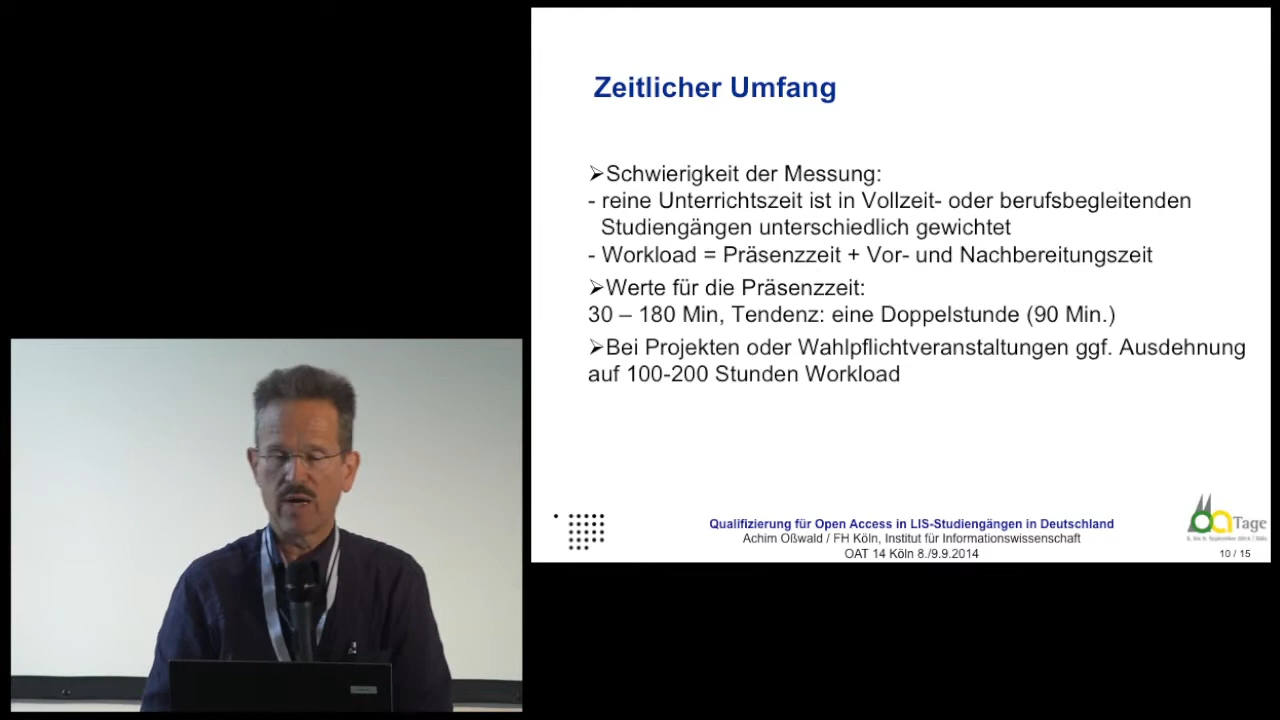 Zeitlicher Umfang
➢Schwierigkeit der Messung:
- reine Unterrichtszeit ist in Vollzeit- oder berufsbegleitenden
Studiengängen unterschiedlich gewichtet
- Workload = Präsenzzeit + Vor- und Nachbereitungszeit
➢Werte für die Präsenzzeit:
30 – 180 Min, Tendenz: eine Doppelstunde (90 Min.)
➢Bei Projekten oder Wahlpflichtveranstaltungen ggf. Ausdehnung
auf 100-200 Stunden Workload
Qualifizierung für Open Access in LIS-Studiengängen in Deutschland
Achim Oßwald / FH Köln, Institut für Informationswissenschaft
OAT 14 Köln 8./9.9.2014
oa Tage
10 / 15